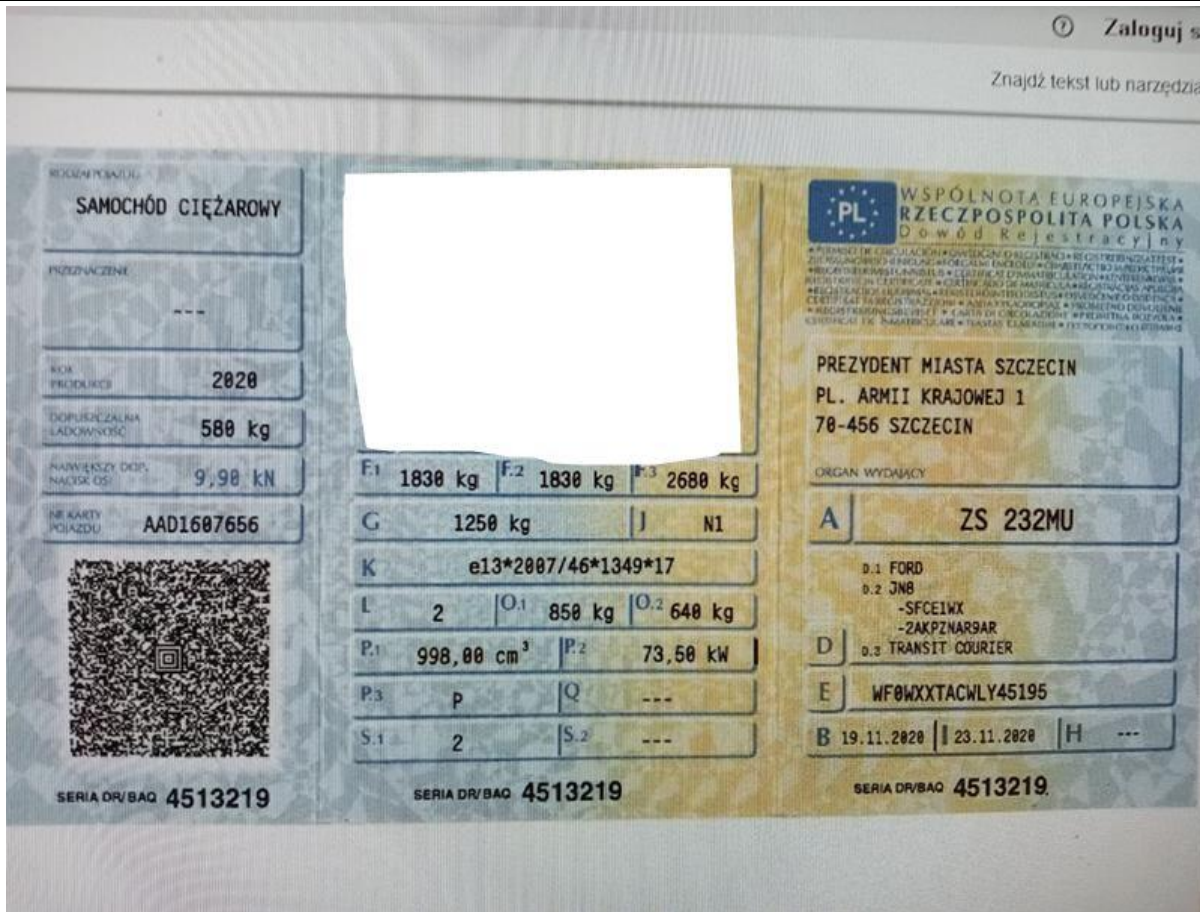 Zaloguj s
Znajdź tekst lub narzędzia
RODZAJ POJAZDU
SAMOCHÓD CIĘŻAROWY
PRZEZNACZENIE
---
ROK PRODUKCJI 2020
DOPUSZCZALNA ŁADOWNOŚĆ 580 kg
NAJWIĘKSZY DOP. NACISK OSI 9,90 kN
NR KARTY POJAZDU AAD1607656
SERIA DR/BAQ 4513219
F.1 1830 kg F.2 1830 kg F.3 2680 kg
G 1250 kg J N1
K e13*2007/46*1349*17
L 2 O.1 850 kg O.2 640 kg
P.1 998,00 cm³ P.2 73,50 kW
P.3 P Q ---
S.1 2 S.2 ---
SERIA DR/BAQ 4513219
PL
WSPÓLNOTA EUROPEJSKA
RZECZPOSPOLITA POLSKA
Dowód Rejestracyjny
PREZYDENT MIASTA SZCZECIN
PL. ARMII KRAJOWEJ 1
70-456 SZCZECIN
ORGAN WYDAJĄCY
A ZS 232MU
D.1 FORD
D.2 JN8
-SFCE1WX
-2AKPZNAR9AR
D D.3 TRANSIT COURIER
E WF0WXXTACWLY45195
B 19.11.2020 I 23.11.2020 H ---
SERIA DR/BAQ 4513219